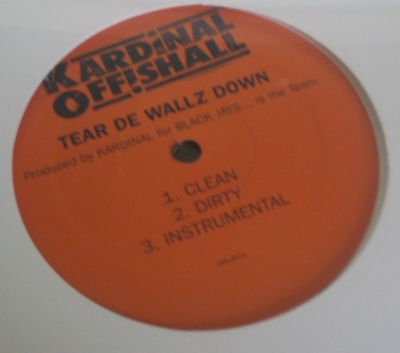 KARDiNAL
OFFiSHALL
TEAR DE WALLZ DOWN
Produced by KARDiNAL for BLACK JAYS.... is the Team
1. CLEAN
2. DIRTY
3. INSTRUMENTAL